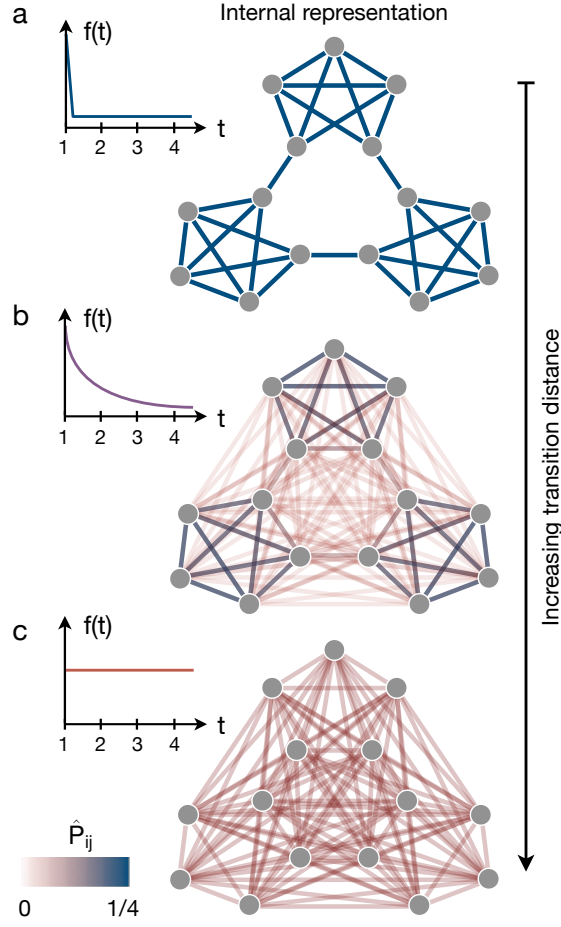 a
Internal representation
f(t)
t
1 2 3 4
b
f(t)
t
1 2 3 4
c
f(t)
t
1 2 3 4
Increasing transition distance
P̂ij
0 1/4